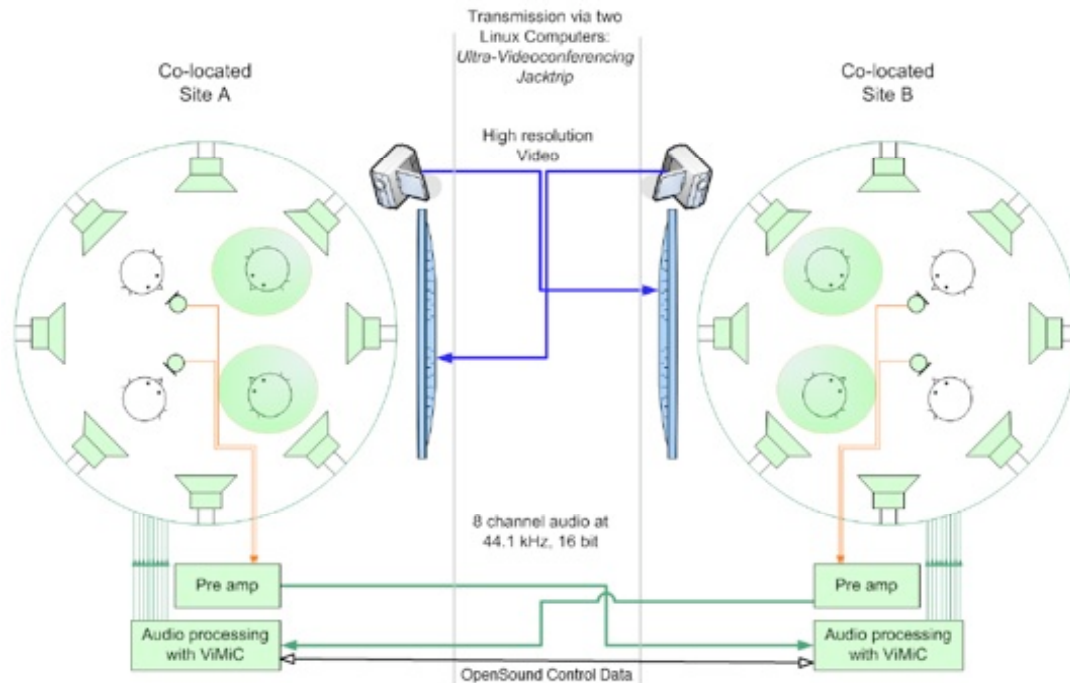 Transmission via two
Linux Computers:
Ultra-Videoconferencing
Jacktrip
Co-located
Site A
Co-located
Site B
High resolution
Video
8 channel audio at
44.1 kHz, 16 bit
Pre amp
Pre amp
Audio processing
with ViMiC
Audio processing
with ViMiC
OpenSound Control Data